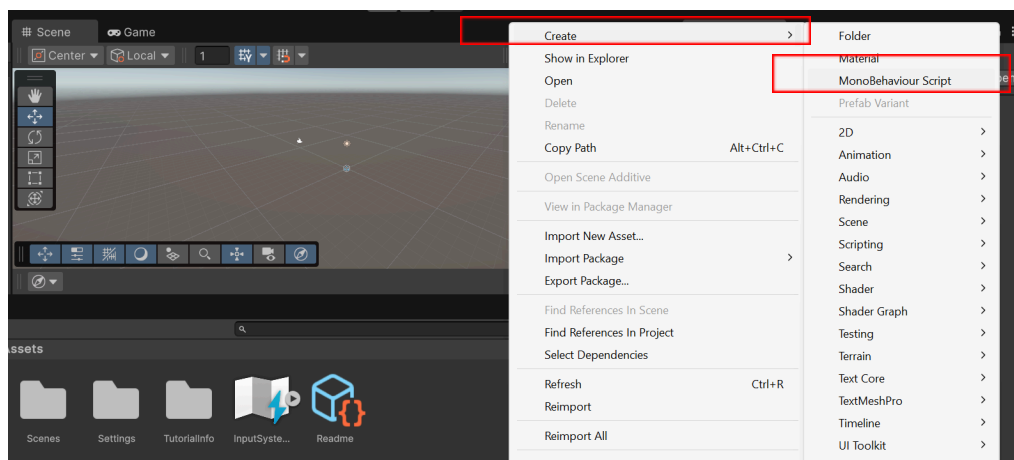 Scene
Game
Center
Local
1
Assets
Scenes
Settings
TutorialInfo
InputSyste...
Readme
Create
Show in Explorer
Open
Delete
Rename
Copy Path Alt+Ctrl+C
Open Scene Additive
View in Package Manager
Import New Asset...
Import Package
Export Package...
Find References In Scene
Find References In Project
Select Dependencies
Refresh Ctrl+R
Reimport
Reimport All
Folder
Material
MonoBehaviour Script
Prefab Variant
2D
Animation
Audio
Rendering
Scene
Scripting
Search
Shader
Shader Graph
Testing
Terrain
Text Core
TextMeshPro
Timeline
UI Toolkit